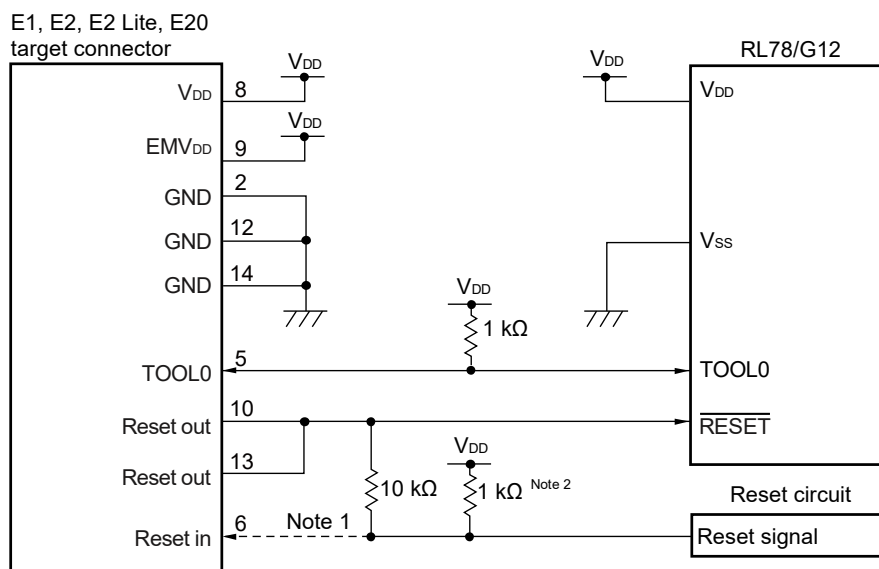 E1, E2, E2 Lite, E20
target connector
RL78/G12
VDD
8
VDD
VDD
VDD
EMVDD
9
VDD
GND
2
GND
12
VSS
GND
14
VDD
1 kΩ
TOOL0
5
TOOL0
Reset out
10
RESET
Reset out
13
VDD
10 kΩ
1 kΩ Note 2
Reset circuit
Reset in
6
Note 1
Reset signal